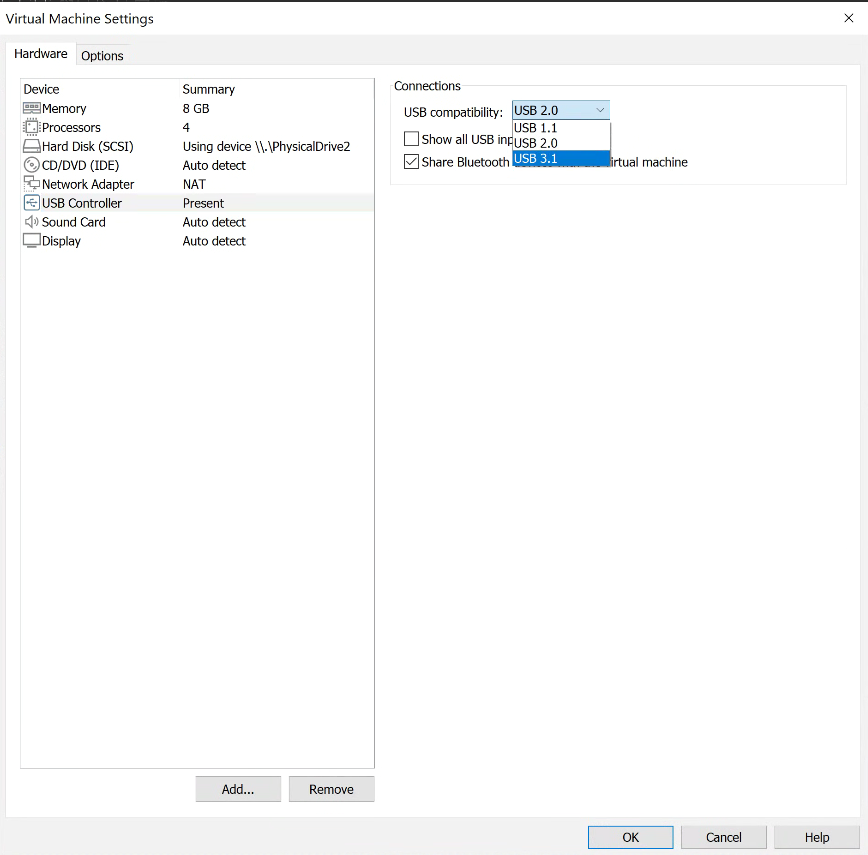 Virtual Machine Settings
Hardware
Options
Device Summary
Memory 8 GB
Processors 4
Hard Disk (SCSI) Using device \\.\PhysicalDrive2
CD/DVD (IDE) Auto detect
Network Adapter NAT
USB Controller Present
Sound Card Auto detect
Display Auto detect
Add...
Remove
Connections
USB compatibility: USB 2.0
USB 1.1
USB 2.0
USB 3.1
Show all USB inp
Share Bluetooth virtual machine
OK
Cancel
Help